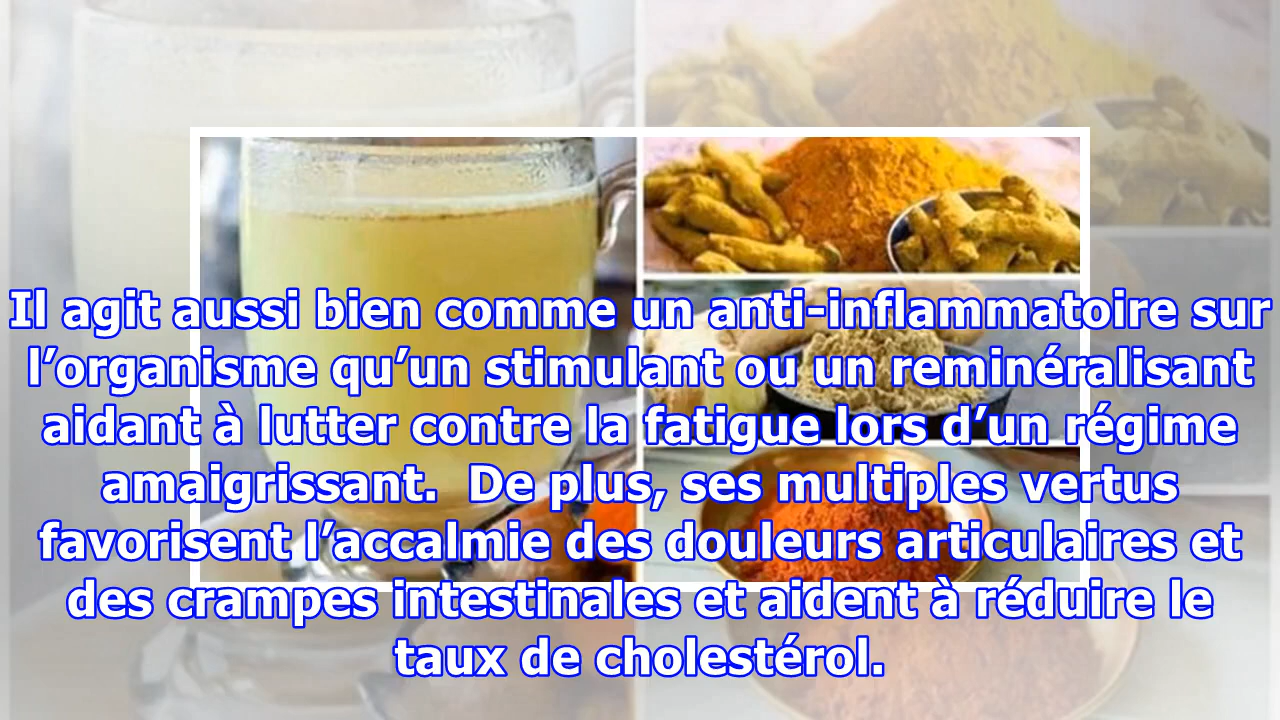 Il agit aussi bien comme un anti-inflammatoire sur
l’organisme qu’un stimulant ou un reminéralisant
aidant à lutter contre la fatigue lors d’un régime
amaigrissant.  De plus, ses multiples vertus
favorisent l’accalmie des douleurs articulaires et
des crampes intestinales et aident à réduire le
taux de cholestérol.